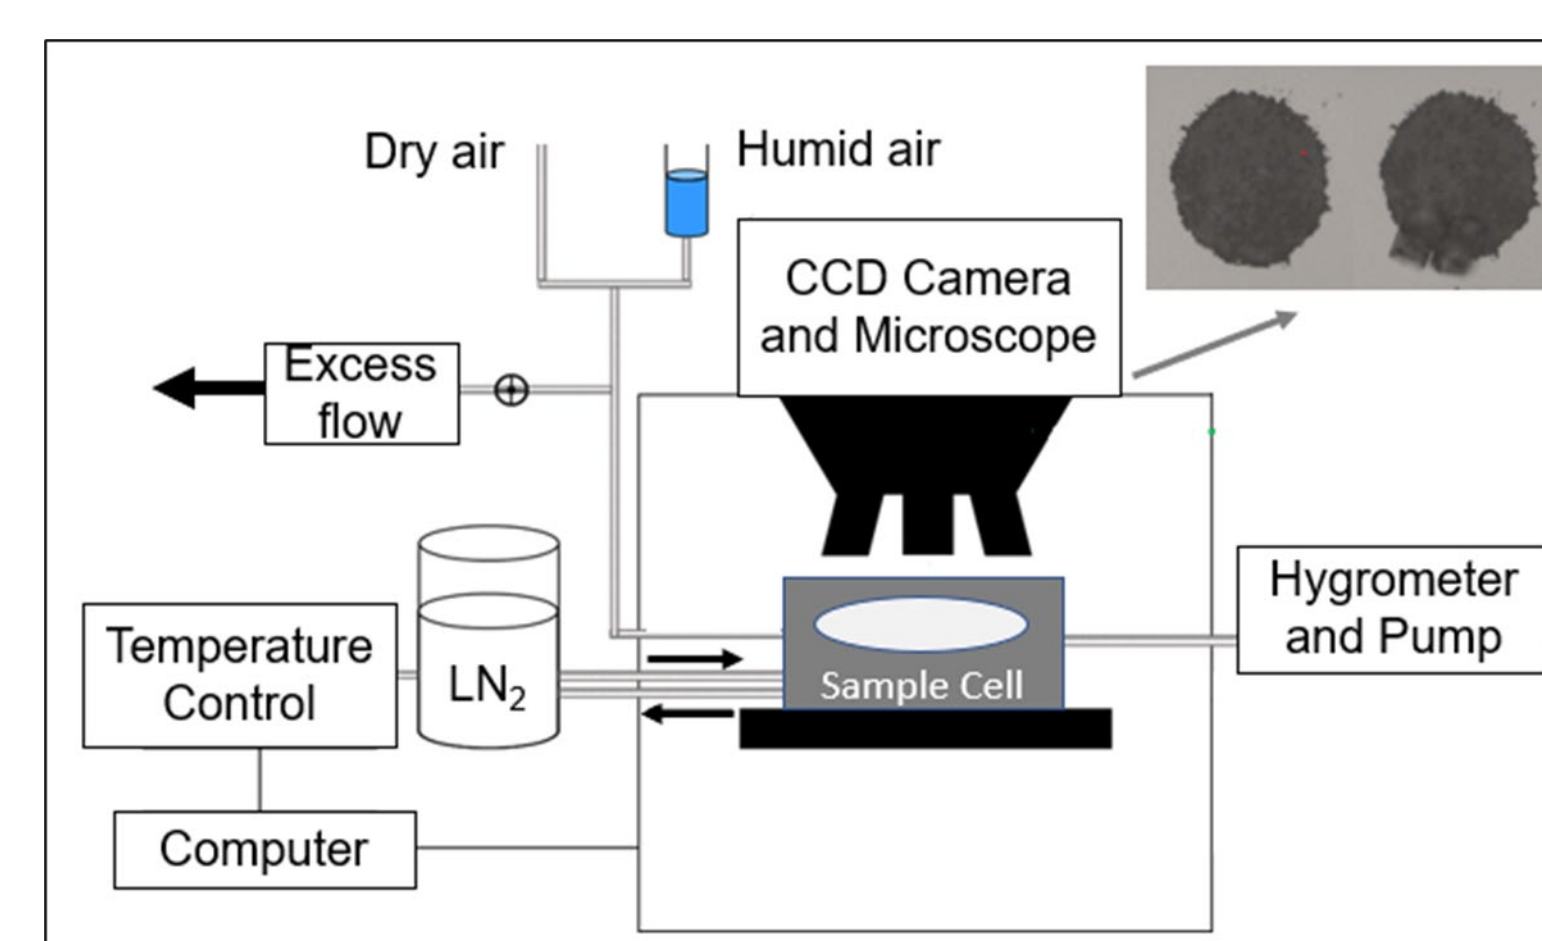 Dry air
Humid air
CCD Camera
and Microscope
Excess
flow
Hygrometer
and Pump
Temperature
Control
LN₂
Sample Cell
Computer